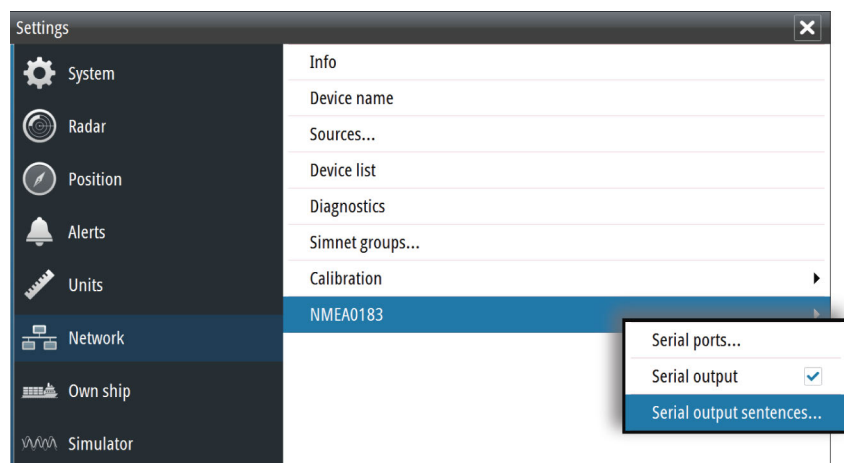 Settings
System
Radar
Position
Alerts
Units
Network
Own ship
Simulator
Info
Device name
Sources...
Device list
Diagnostics
Simnet groups...
Calibration
NMEA0183
Serial ports...
Serial output
Serial output sentences...